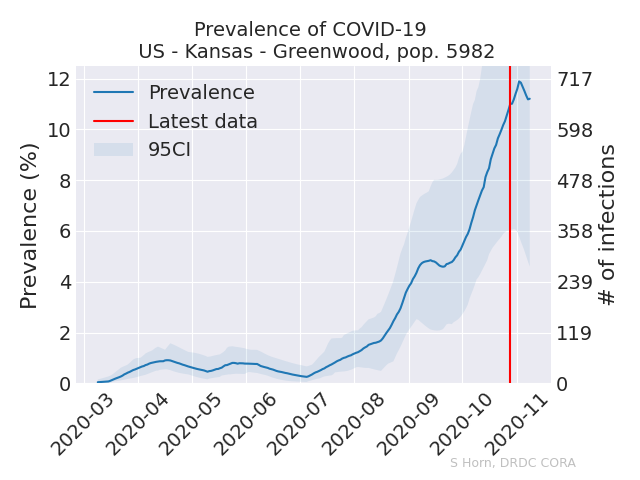 Prevalence of COVID-19
US - Kansas - Greenwood, pop. 5982
Prevalence
Latest data
95CI
Prevalence (%)
12
10
8
6
4
2
0
717
598
478
358
239
119
0
# of infections
2020-03
2020-04
2020-05
2020-06
2020-07
2020-08
2020-09
2020-10
2020-11
S Horn, DRDC CORA